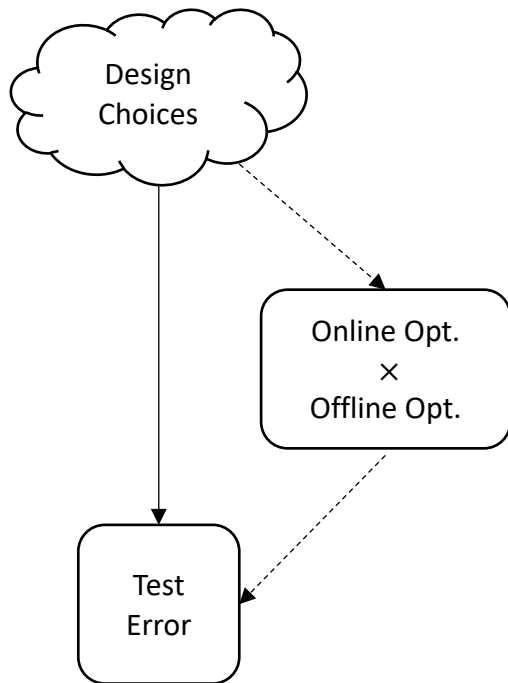 Design
Choices
Online Opt.
×
Offline Opt.
Test
Error